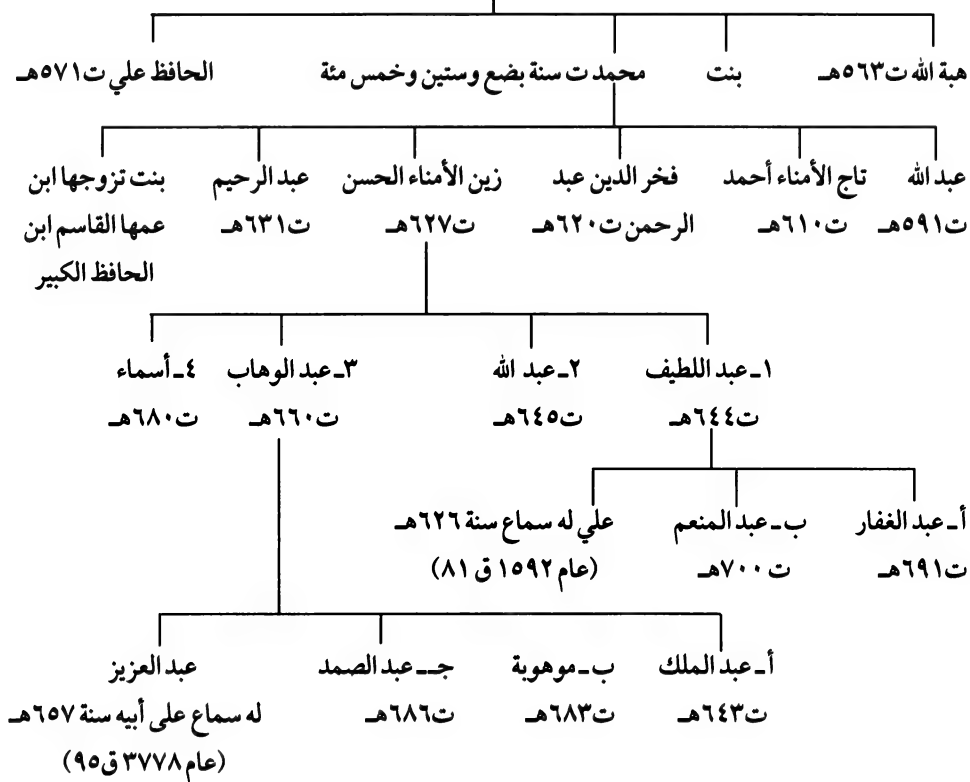 هبة الله ت٥٦٣هـ بنت محمد ت سنة بضع وستين وخمس مئة الحافظ علي ت٥٧١هـ
عبد الله تاج الأمناء أحمد فخر الدين عبد زين الأمناء الحسن عبد الرحيم بنت تزوجها ابن
ت٥٩١هـ ت٦١٠هـ الرحمن ت٦٢٠هـ ت٦٢٧هـ ت٦٣١هـ عمها القاسم ابن
الحافظ الكبير
١ـ عبد اللطيف ٢ـ عبد الله ٣ـ عبد الوهاب ٤ـ أسماء
ت٦٤٤هـ ت٦٤٥هـ ت٦٦٠هـ ت٦٨٠هـ
أـ عبد الغفار ب ـ عبد المنعم علي له سماع سنة ٦٢٦هـ
ت٦٩١هـ ت٧٠٠هـ (عام ١٥٩٢ ق ٨١)
أـ عبد الملك ب ـ موهوبة جــ عبد الصمد عبد العزيز
ت٦٤٣هـ ت٦٨٣هـ ت٦٨٦هـ له سماع على أبيه سنة ٦٥٧هـ
(عام ٣٧٧٨ ق٩٥)